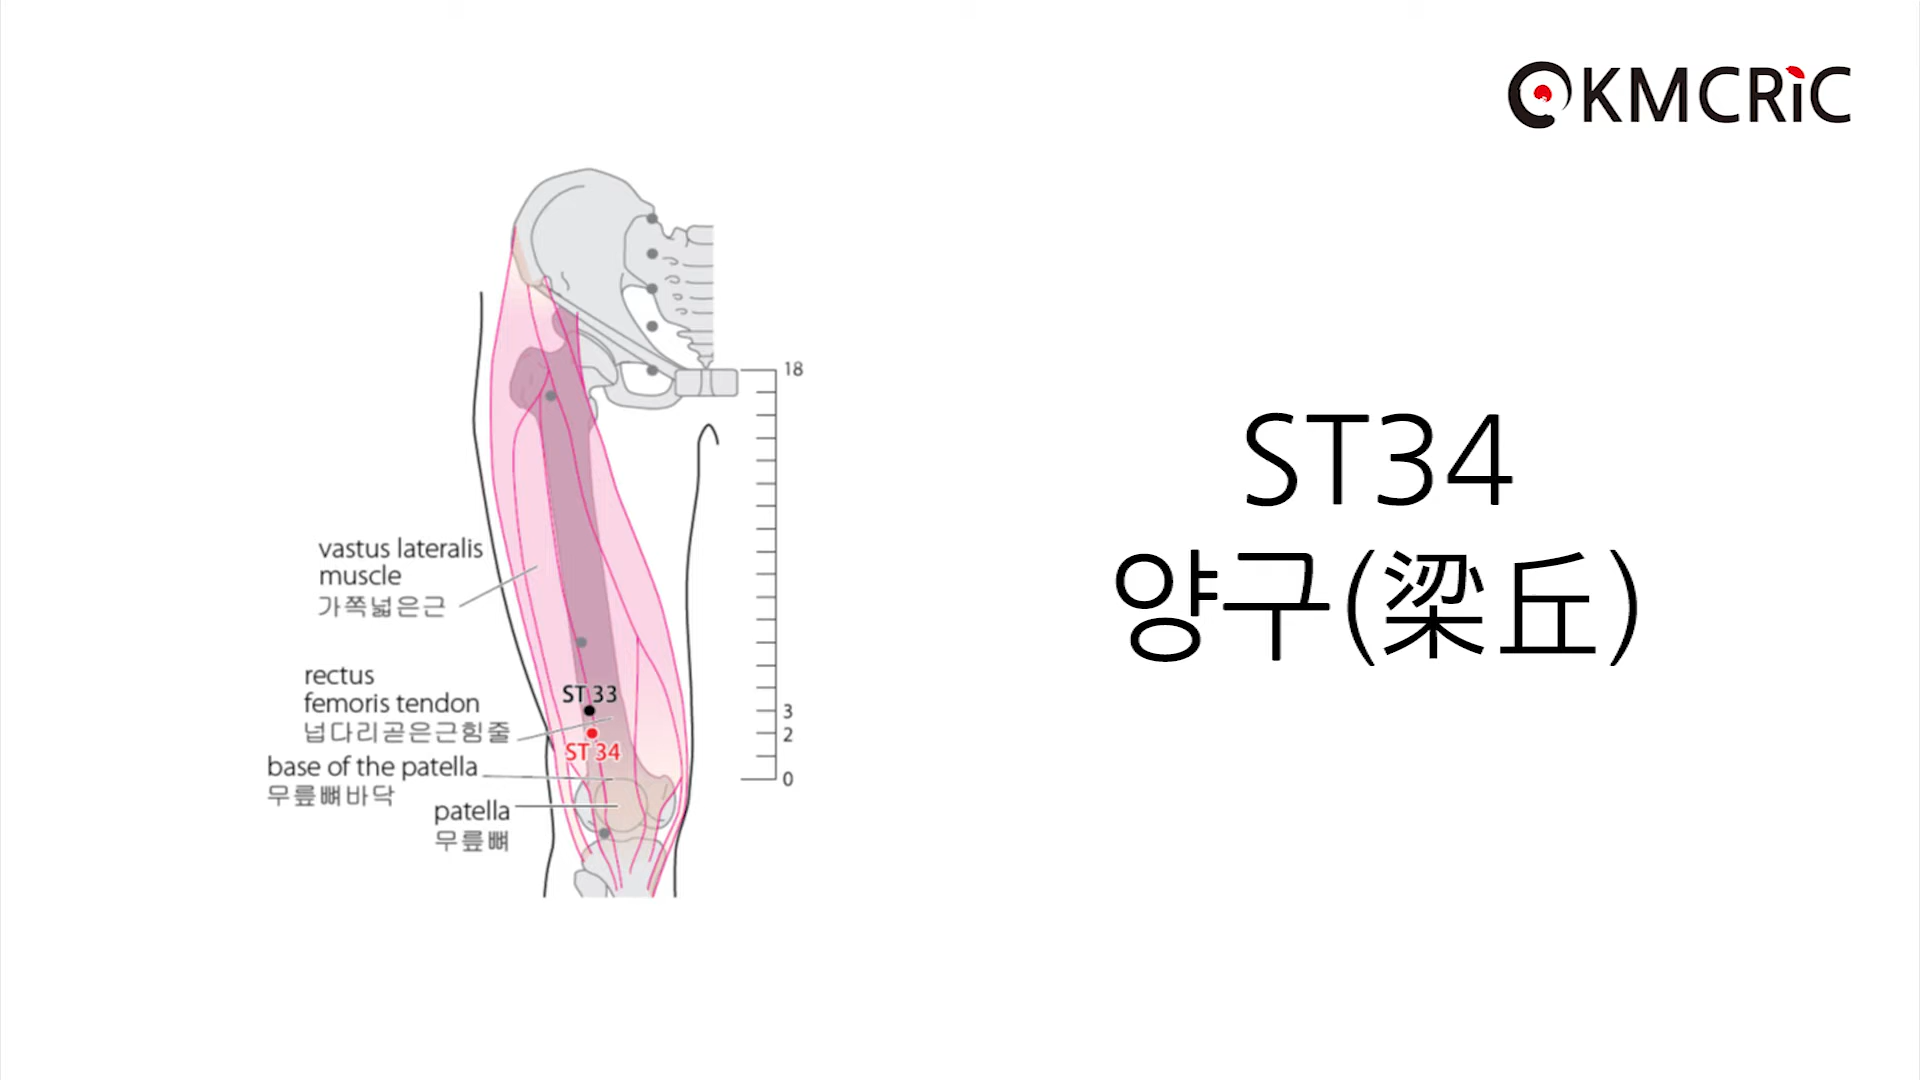 KMCRiC
18
vastus lateralis
muscle
가쪽넓은근
rectus
femoris tendon
넙다리곧은근힘줄
ST 33
3
2
ST 34
base of the patella
무릎뼈바닥
0
patella
무릎뼈
ST34
양구(梁丘)